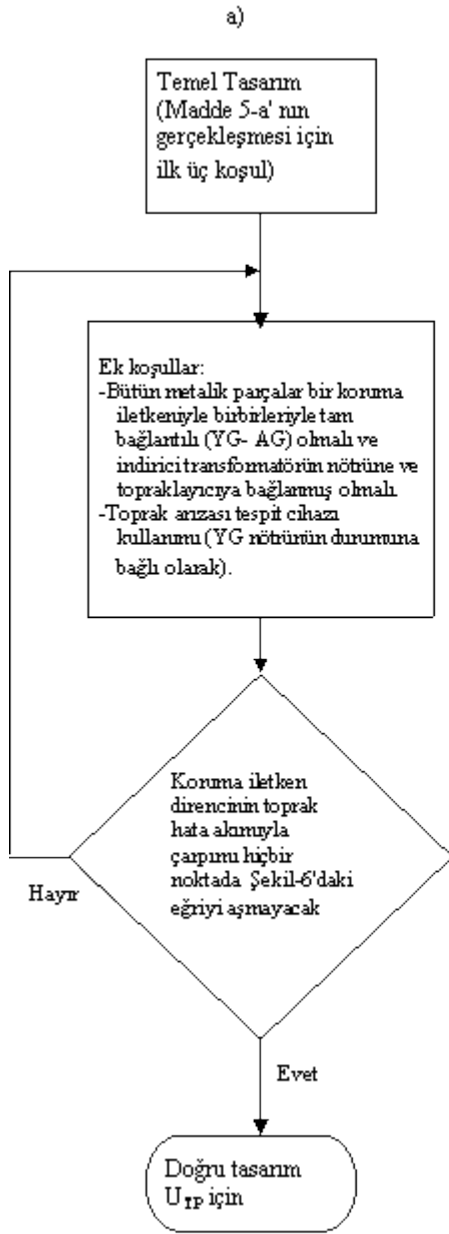 a)
Temel Tasarım
(Madde 5-a' nın
gerçekleşmesi için
ilk üç koşul)
Ek koşullar:
-Bütün metalik parçalar bir koruma
iletkeniyle birbirleriyle tam
bağlantılı (YG- AG) olmalı ve
indirici transformatörün nötrüne ve
topraklayıcıya bağlanmış olmalı.
-Toprak arızası tespit cihazı
kullanımı (YG nötrünün durumuna
bağlı olarak).
Koruma iletken
direncinin toprak
hata akımıyla
çarpımı hiçbir
noktada Şekil-6'daki
eğriyi aşmayacak
Hayır
Evet
Doğru tasarım
UTP için